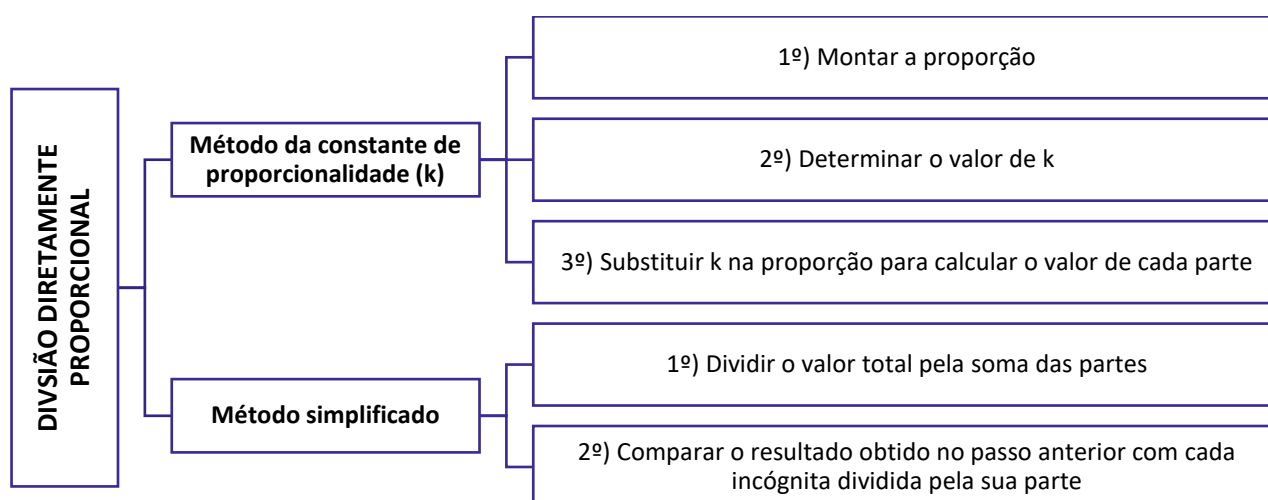 DIVSIÃO DIRETAMENTE
PROPORCIONAL
Método da constante de
proporcionalidade (k)
1º) Montar a proporção
2º) Determinar o valor de k
3º) Substituir k na proporção para calcular o valor de cada parte
Método simplificado
1º) Dividir o valor total pela soma das partes
2º) Comparar o resultado obtido no passo anterior com cada
incógnita dividida pela sua parte